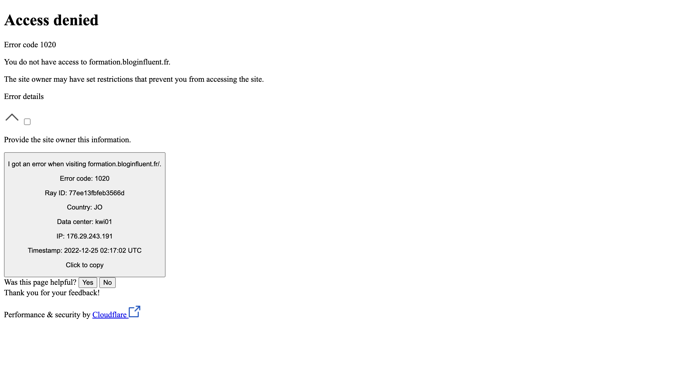 Access denied
Error code 1020
You do not have access to formation.bloginfluent.fr.
The site owner may have set restrictions that prevent you from accessing the site.
Error details
Provide the site owner this information.
I got an error when visiting formation.bloginfluent.fr/.
Error code: 1020
Ray ID: 77ee13fbfeb3566d
Country: JO
Data center: kwi01
IP: 176.29.243.191
Timestamp: 2022-12-25 02:17:02 UTC
Click to copy
Was this page helpful? Yes No
Thank you for your feedback!
Performance & security by Cloudflare